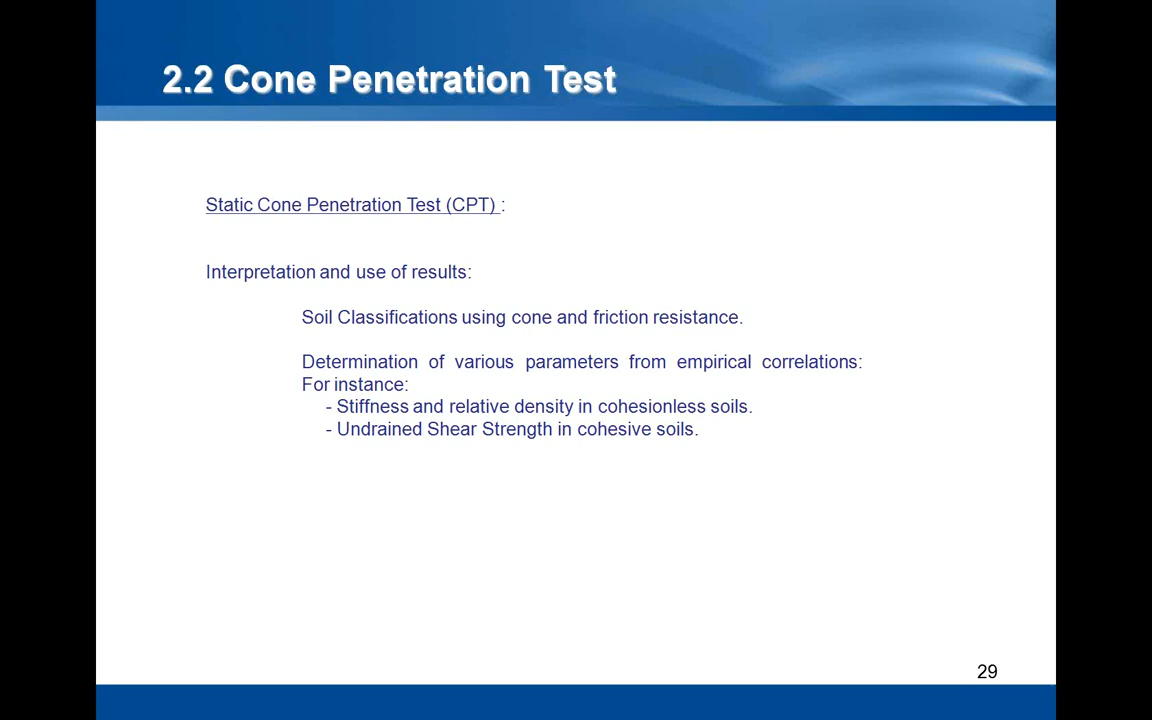 2.2 Cone Penetration Test
Static Cone Penetration Test (CPT) :
Interpretation and use of results:
Soil Classifications using cone and friction resistance.
Determination of various parameters from empirical correlations:
For instance:
- Stiffness and relative density in cohesionless soils.
- Undrained Shear Strength in cohesive soils.
29